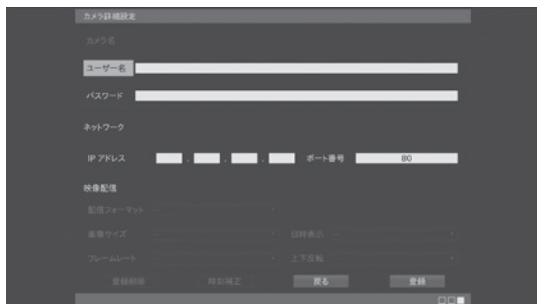 カメラ詳細設定
カメラ名
ユーザー名
パスワード
ネットワーク
IP アドレス . . . ポート番号 80
映像配信
配信フォーマット --
画像サイズ -- 日時表示 --
フレームレート -- 上下反転 --
登録削除 時刻補正 戻る 登録